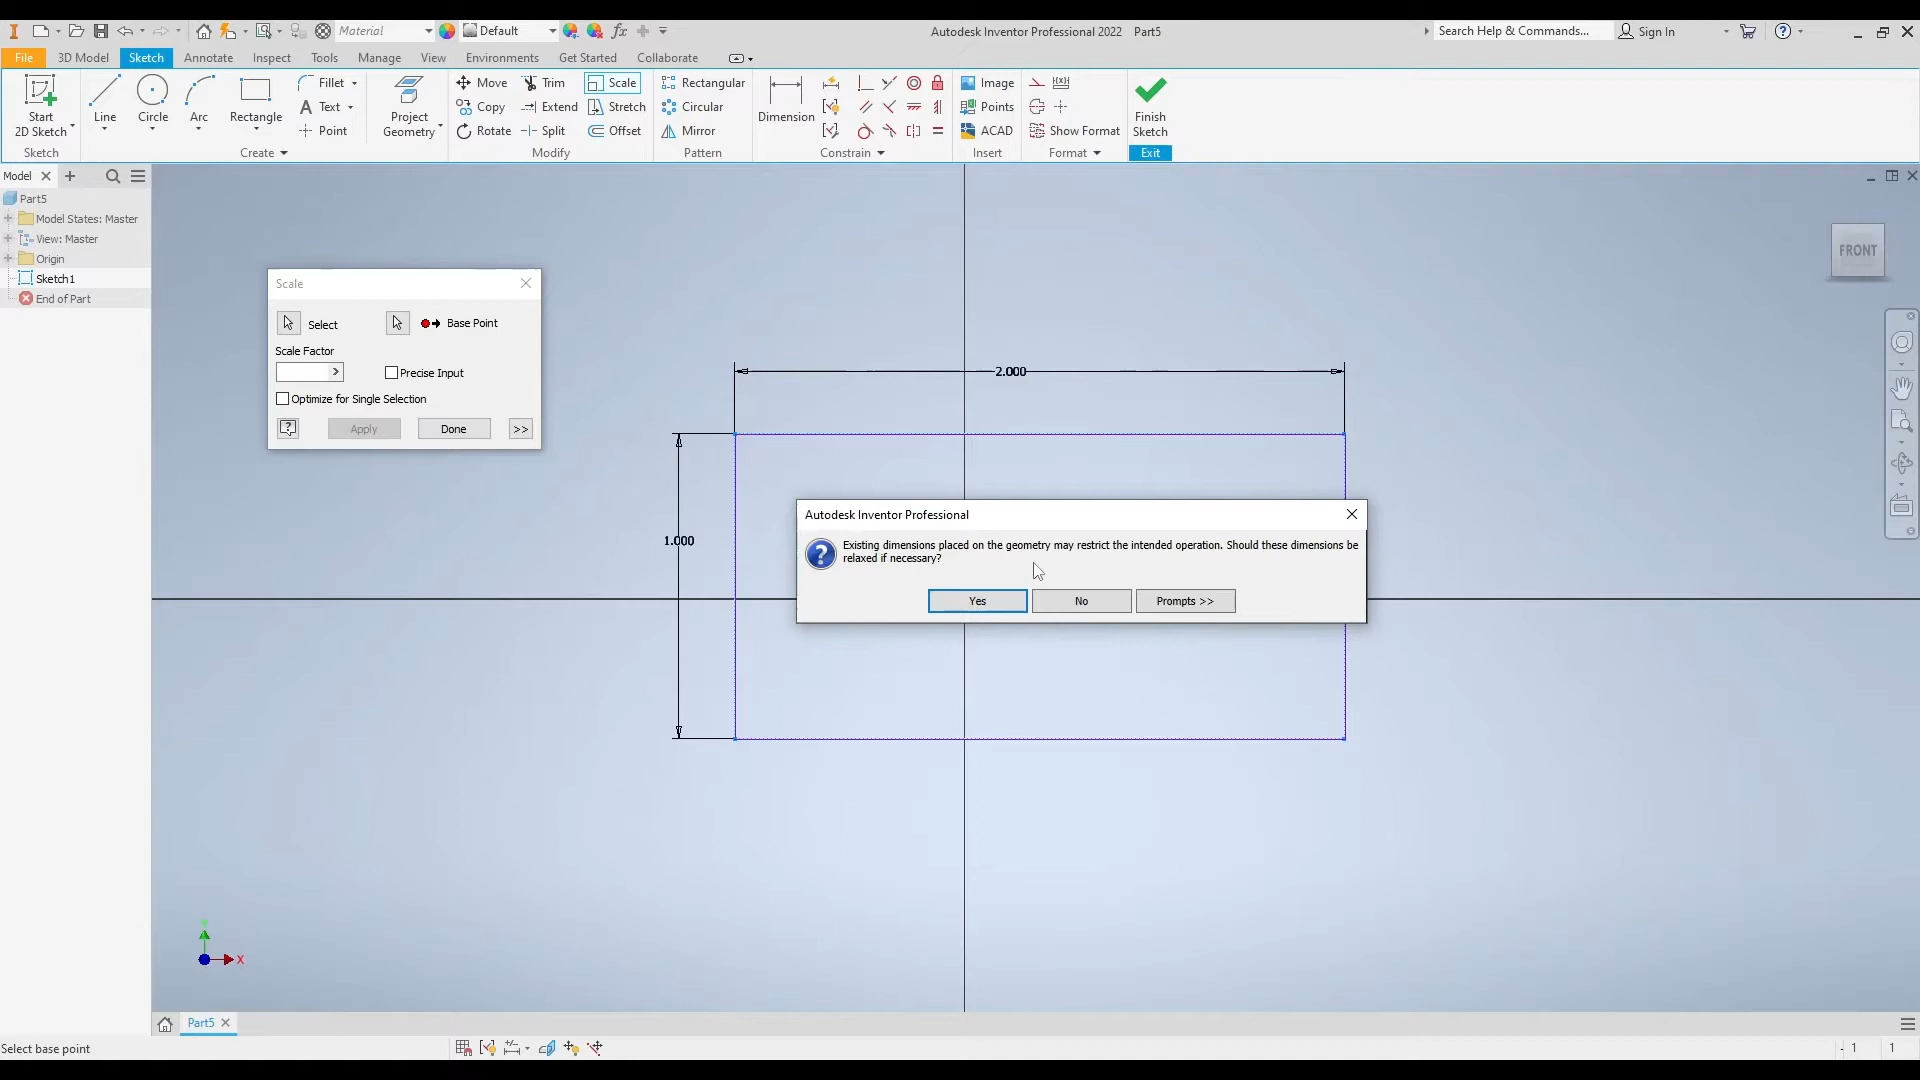 Material
Default
Autodesk Inventor Professional 2022 Part5
Search Help & Commands...
Sign In
File 3D Model Sketch Annotate Inspect Tools Manage View Environments Get Started Collaborate
Start 2D Sketch
Line
Circle
Arc
Rectangle
Fillet
Text
Point
Project Geometry
Move
Copy
Rotate
Trim
Extend
Split
Scale
Stretch
Offset
Rectangular
Circular
Mirror
Dimension
Image
Points
ACAD
Show Format
Finish Sketch
Sketch Create Modify Pattern Constrain Insert Format Exit
Model
Part5
Model States: Master
View: Master
Origin
Sketch1
End of Part
FRONT
Scale
Select
Base Point
Scale Factor
Precise Input
Optimize for Single Selection
Apply Done >>
2.000
1.000
Autodesk Inventor Professional
Existing dimensions placed on the geometry may restrict the intended operation. Should these dimensions be
relaxed if necessary?
Yes No Prompts >>
X
Part5
Select base point
1 1